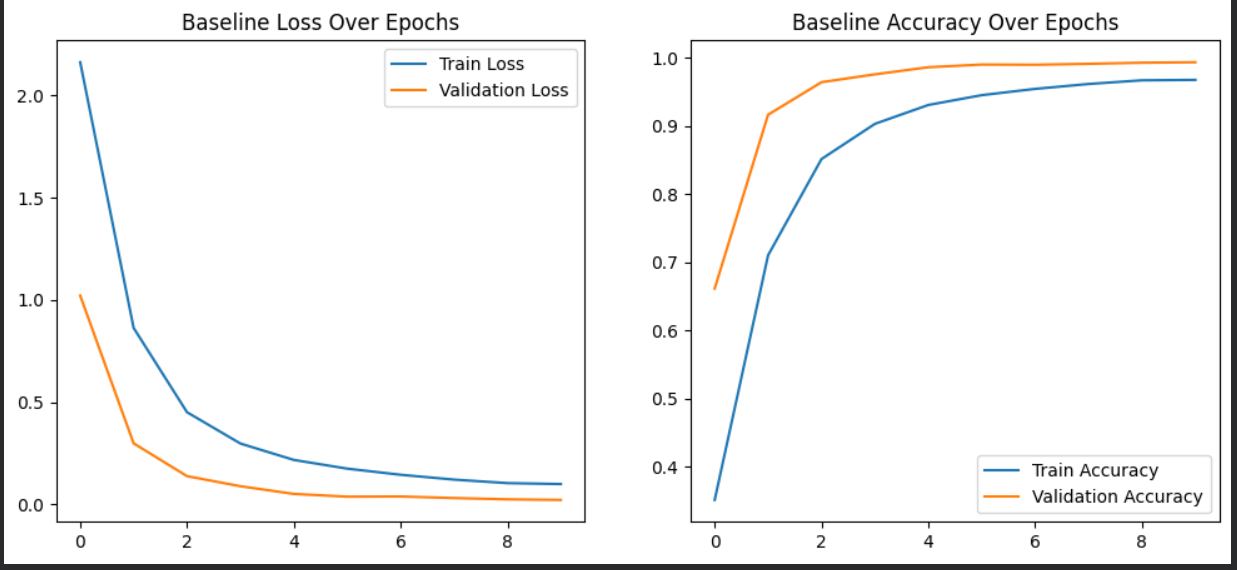 Baseline Loss Over Epochs
Train Loss
Validation Loss
2.0
1.5
1.0
0.5
0.0
0 2 4 6 8
Baseline Accuracy Over Epochs
1.0
0.9
0.8
0.7
0.6
0.5
0.4
Train Accuracy
Validation Accuracy
0 2 4 6 8